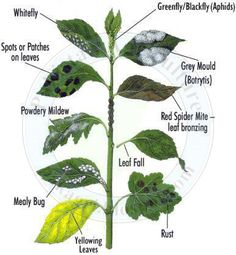 Greenfly/Blackfly (Aphids)
Whitefly
Spots or Patches
on leaves
Grey Mould
(Botrytis)
Powdery Mildew
Red Spider Mite –
leaf bronzing
Leaf Fall
Mealy Bug
Yellowing
Leaves
Rust